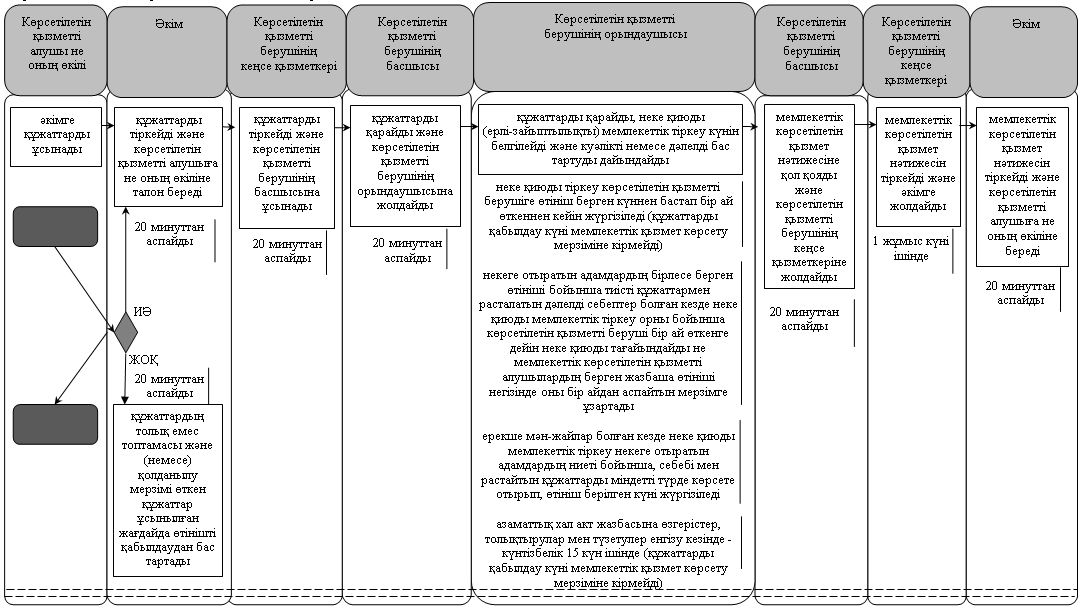 Көрсетілетін
қызметті
алушы не
оның өкілі
Әкім
Көрсетілетін
қызметті
берушінің
кеңсе қызметкері
Көрсетілетін
қызметті
берушінің
басшысы
Көрсетілетін қызметті
берушінің орындаушысы
Көрсетілетін
қызметті
берушінің
басшысы
Көрсетілетін
қызметті
берушінің
кеңсе
қызметкері
Әкім
әкімге
құжаттарды
ұсынады
құжаттарды
тіркейді және
көрсетілетін
қызметті алушыға
не оның өкіліне
талон береді
20 минуттан
аспайды
ИӘ
ЖОҚ
20 минуттан
аспайды
құжаттардың
толық емес
топтамасы және
(немесе)
қолданылу
мерзімі өткен
құжаттар
ұсынылған
жағдайда өтінішті
қабылдаудан бас
тартады
құжаттарды
тіркейді және
көрсетілетін
қызметті
берушінің
басшысына
ұсынады
20 минуттан
аспайды
құжаттарды
қарайды және
көрсетілетін
қызметті
берушінің
орындаушысына
жолдайды
20 минуттан
аспайды
құжаттарды қарайды, неке қиюды
(ерлі-зайыптылықты) мемлекеттік тіркеу күнін
белгілейді және куәлікті немесе дәлелді бас
тартуды дайындайды
неке қиюды тіркеу көрсетілетін қызметті
берушіге өтініш берген күннен бастап бір ай
өткеннен кейін жүргізіледі (құжаттарды
қабылдау күні мемлекеттік қызмет көрсету
мерзіміне кірмейді)
некеге отыратын адамдардың бірлесе берген
өтініші бойынша тиісті құжаттармен
расталатын дәлелді себептер болған кезде неке
қиюды мемлекеттік тіркеу орны бойынша
көрсетілетін қызметті беруші бір ай өткенге
дейін неке қиюды тағайындайды не
мемлекеттік көрсетілетін қызметті
алушылардың берген жазбаша өтініші
негізінде оны бір айдан аспайтын мерзімге
ұзартады
ерекше мән-жайлар болған кезде неке қиюды
мемлекеттік тіркеу некеге отыратын
адамдардың ниеті бойынша, себебі мен
растайтын құжаттарды міндетті түрде көрсете
отырып, өтініш берілген күні жүргізіледі
азаматтық хал акт жазбасына өзгерістер,
толықтырулар мен түзетулер енгізу кезінде -
күнтізбелік 15 күн ішінде (құжаттарды
қабылдау күні мемлекеттік қызмет көрсету
мерзіміне кірмейді)
мемлекеттік
көрсетілетін
қызмет
нәтижесіне
қол қояды
және
көрсетілетін
қызметті
берушінің
кеңсе
қызметкеріне
жолдайды
20 минуттан
аспайды
мемлекеттік
көрсетілетін
қызмет
нәтижесін
тіркейді және
әкімге
жолдайды
1 жұмыс күні
ішінде
мемлекеттік
көрсетілетін
қызмет
нәтижесін
тіркейді және
көрсетілетін
қызметті
алушыға не
оның өкіліне
береді
20 минуттан
аспайды